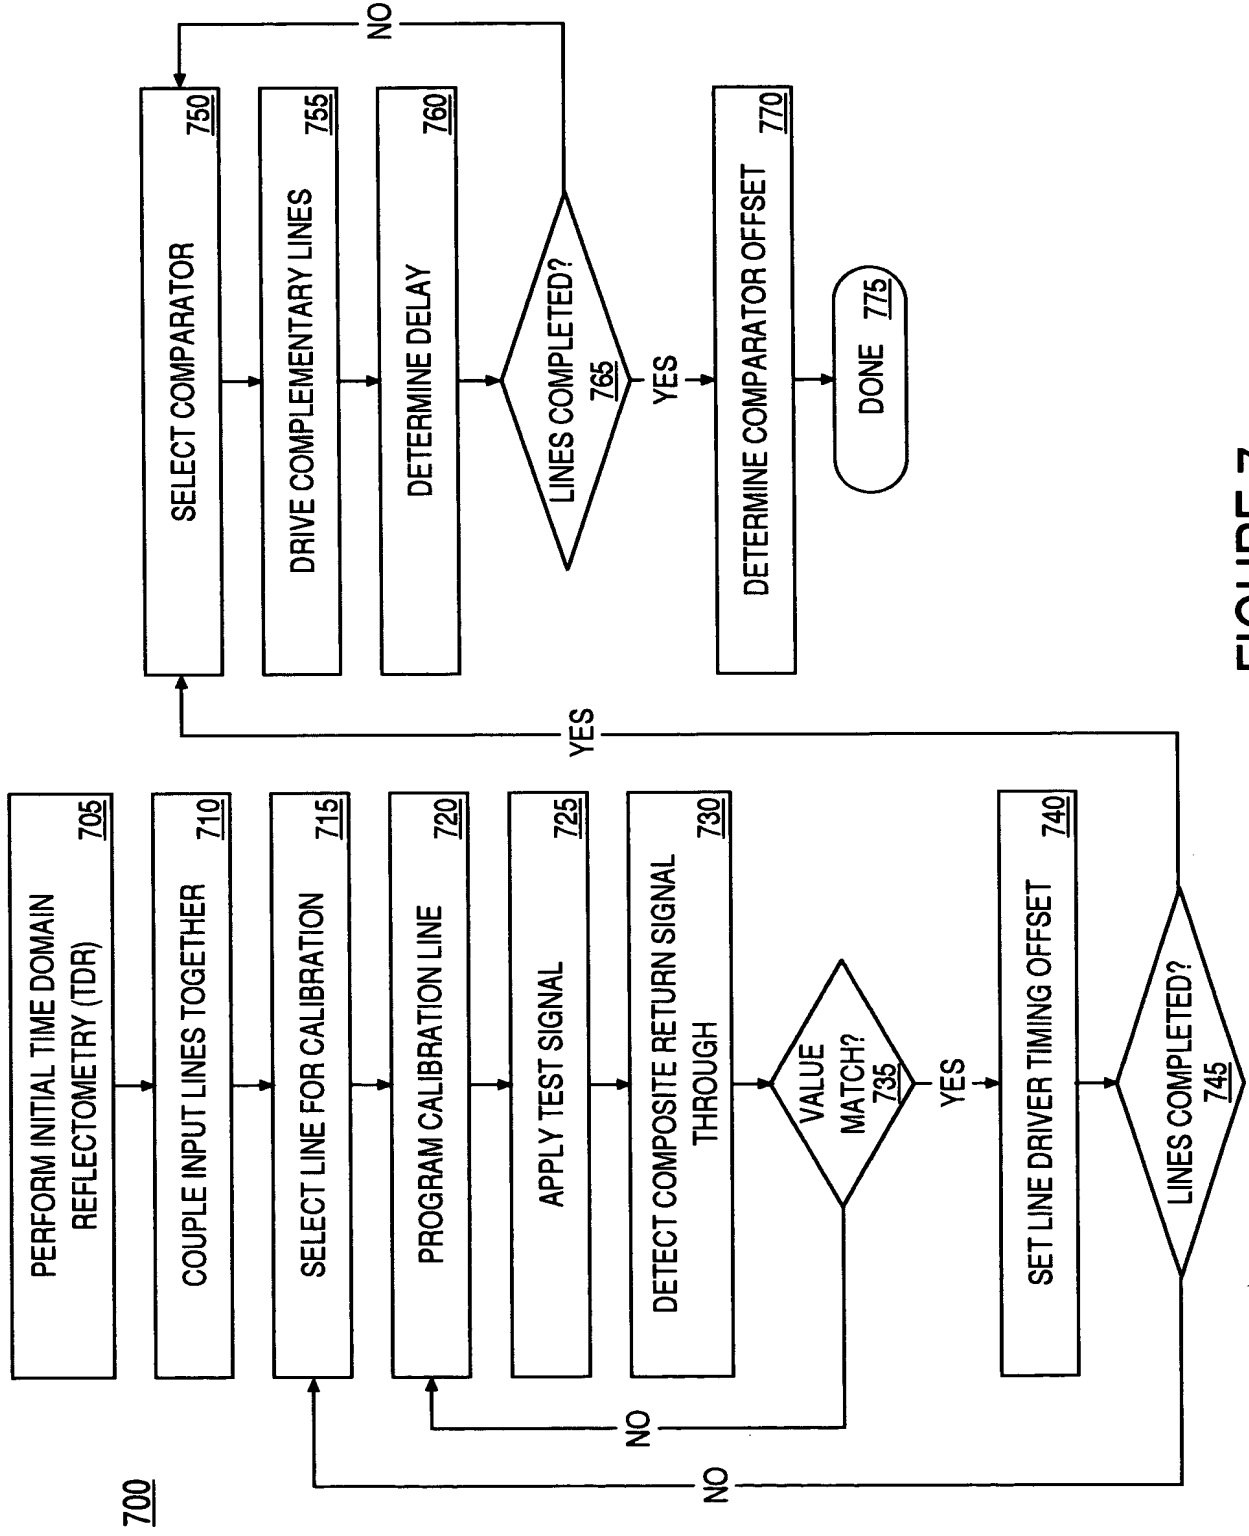 700
PERFORM INITIAL TIME DOMAIN
REFLECTOMETRY (TDR)
705
COUPLE INPUT LINES TOGETHER
710
SELECT LINE FOR CALIBRATION
715
PROGRAM CALIBRATION LINE
720
APPLY TEST SIGNAL
725
DETECT COMPOSITE RETURN SIGNAL
THROUGH
730
VALUE
MATCH?
735
NO
YES
SET LINE DRIVER TIMING OFFSET
740
LINES COMPLETED?
745
NO
YES
SELECT COMPARATOR
750
DRIVE COMPLEMENTARY LINES
755
DETERMINE DELAY
760
LINES COMPLETED?
765
NO
YES
DETERMINE COMPARATOR OFFSET
770
DONE 775
FIGURE 7